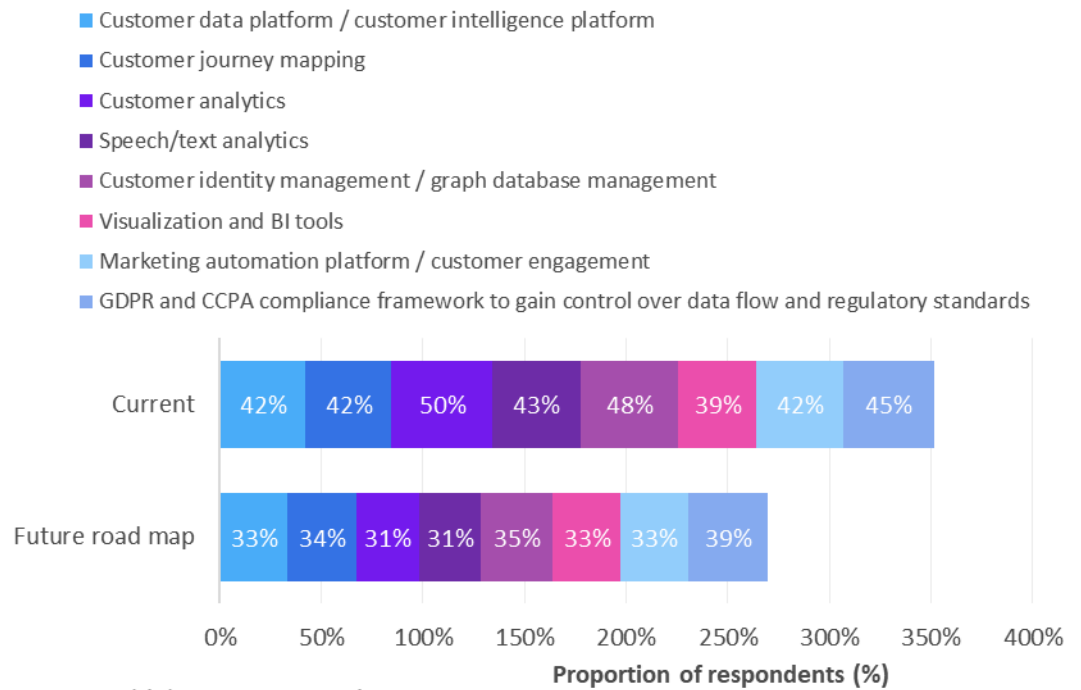 Customer data platform / customer intelligence platform
Customer journey mapping
Customer analytics
Speech/text analytics
Customer identity management / graph database management
Visualization and BI tools
Marketing automation platform / customer engagement
GDPR and CCPA compliance framework to gain control over data flow and regulatory standards
Current 42% 42% 50% 43% 48% 39% 42% 45%
Future road map 33% 34% 31% 31% 35% 33% 33% 39%
0% 50% 100% 150% 200% 250% 300% 350% 400%
Proportion of respondents (%)